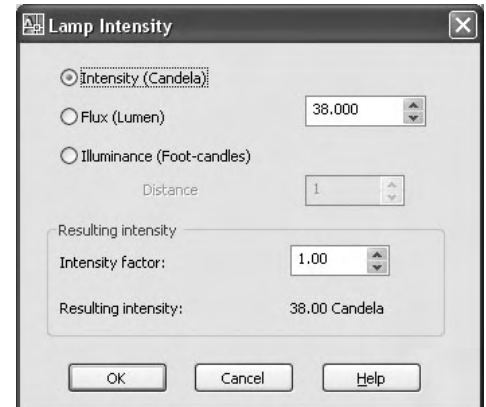 Lamp Intensity
Intensity (Candela)
Flux (Lumen)
38.000
Illuminance (Foot-candles)
Distance
1
Resulting intensity
Intensity factor:
1.00
Resulting intensity:
38.00 Candela
OK
Cancel
Help